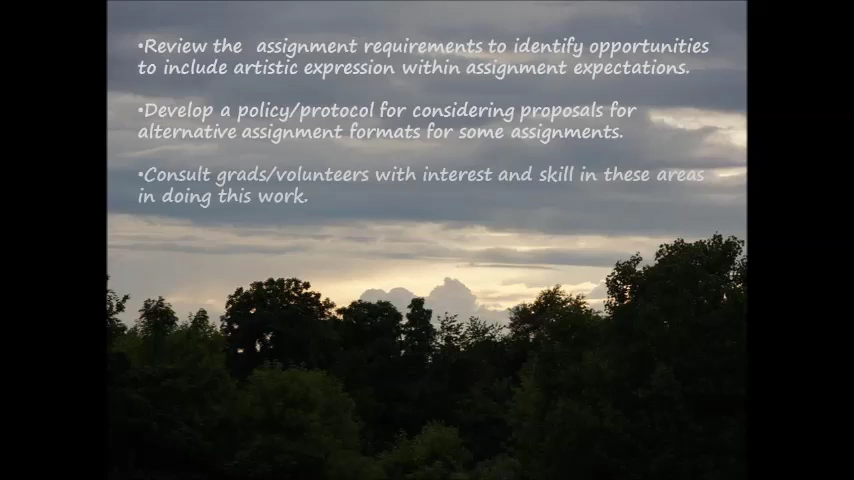 •Review the  assignment requirements to identify opportunities
to include artistic expression within assignment expectations.
•Develop a policy/protocol for considering proposals for
alternative assignment formats for some assignments.
•Consult grads/volunteers with interest and skill in these areas
in doing this work.